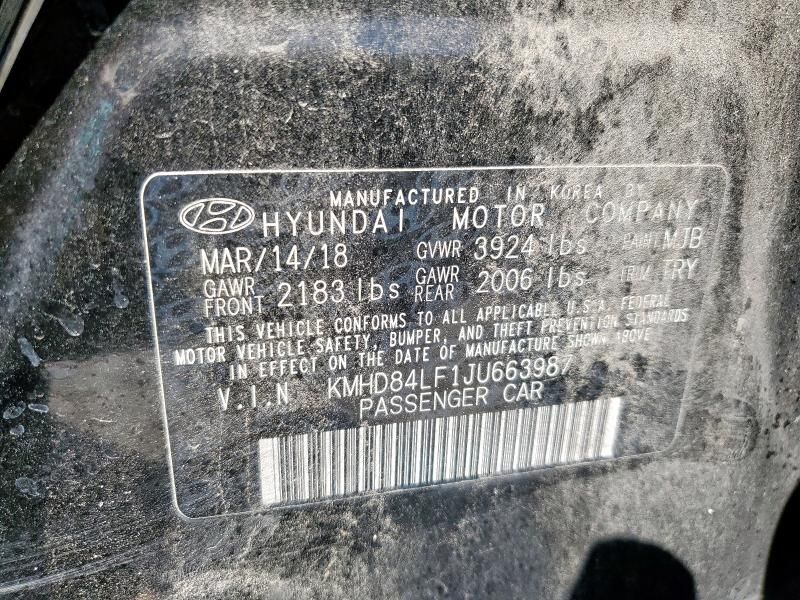 MANUFACTURED IN KOREA BY
HYUNDAI MOTOR COMPANY
MAR/14/18 GVWR 3924 lbs PAINT MJB
GAWR FRONT 2183 lbs GAWR REAR 2006 lbs TRIM TRY
THIS VEHICLE CONFORMS TO ALL APPLICABLE U.S.A. FEDERAL
MOTOR VEHICLE SAFETY, BUMPER, AND THEFT PREVENTION STANDARDS
IN EFFECT ON THE DATE OF MANUFACTURE SHOWN ABOVE
V.I.N KMHD84LF1JU663987
PASSENGER CAR